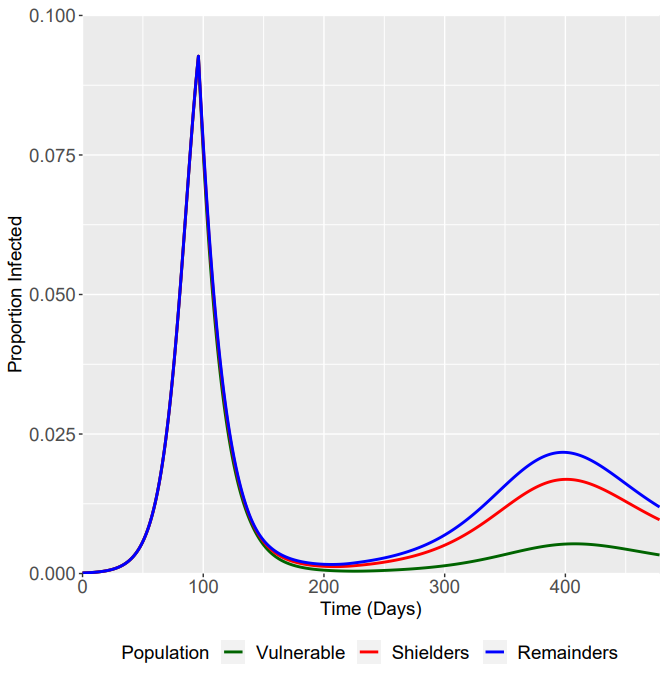 0.100
0.075
0.050
0.025
0.000
Proportion Infected
0 100 200 300 400
Time (Days)
Population Vulnerable Shielders Remainders